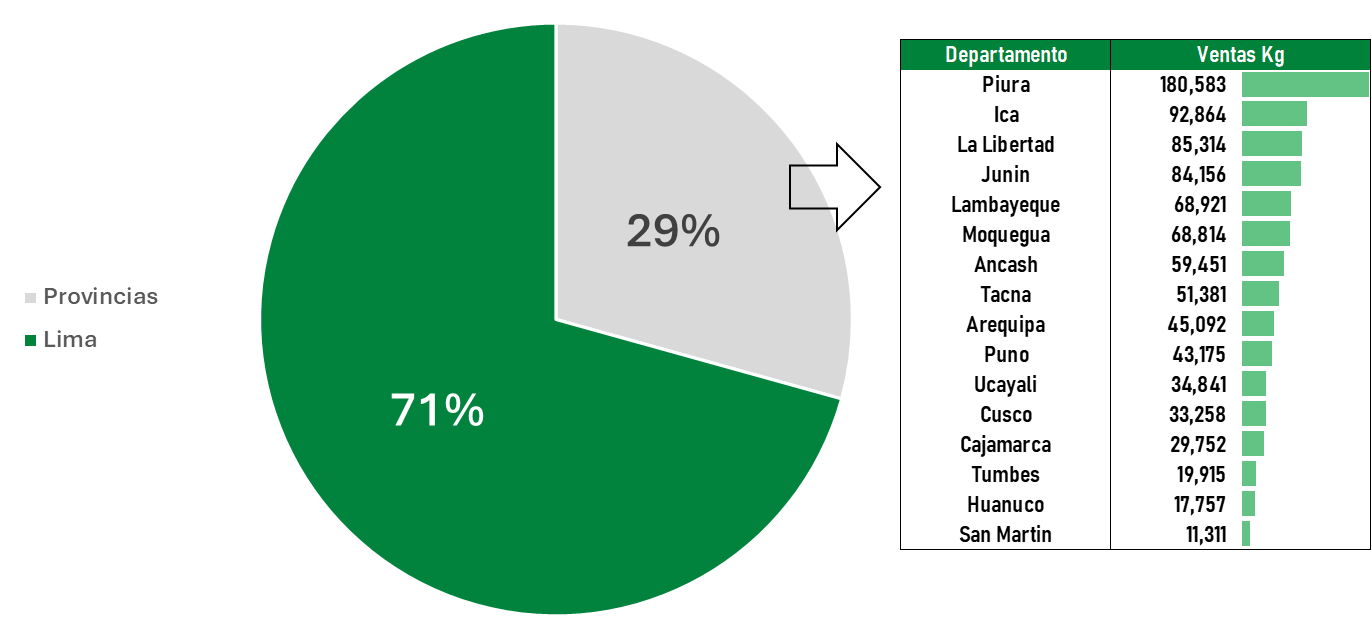 Provincias
Lima
29%
71%
Departamento Ventas Kg
Piura 180,583
Ica 92,864
La Libertad 85,314
Junin 84,156
Lambayeque 68,921
Moquegua 68,814
Ancash 59,451
Tacna 51,381
Arequipa 45,092
Puno 43,175
Ucayali 34,841
Cusco 33,258
Cajamarca 29,752
Tumbes 19,915
Huanuco 17,757
San Martin 11,311